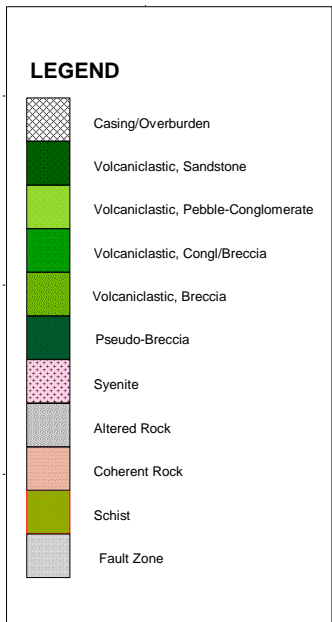 LEGEND
Casing/Overburden
Volcaniclastic, Sandstone
Volcaniclastic, Pebble-Conglomerate
Volcaniclastic, Congl/Breccia
Volcaniclastic, Breccia
Pseudo-Breccia
Syenite
Altered Rock
Coherent Rock
Schist
Fault Zone